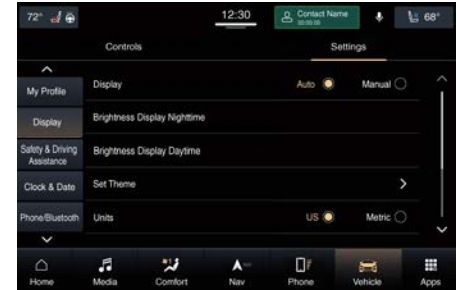 72°
12:30
Contact Name
00:00:00
68°
Controls
Settings
My Profile
Display
Auto
Manual
Display
Brightness Display Nighttime
Safety & Driving
Assistance
Brightness Display Daytime
Clock & Date
Set Theme
Phone/Bluetooth
Units
US
Metric
Home
Media
Comfort
Nav
Phone
Vehicle
Apps